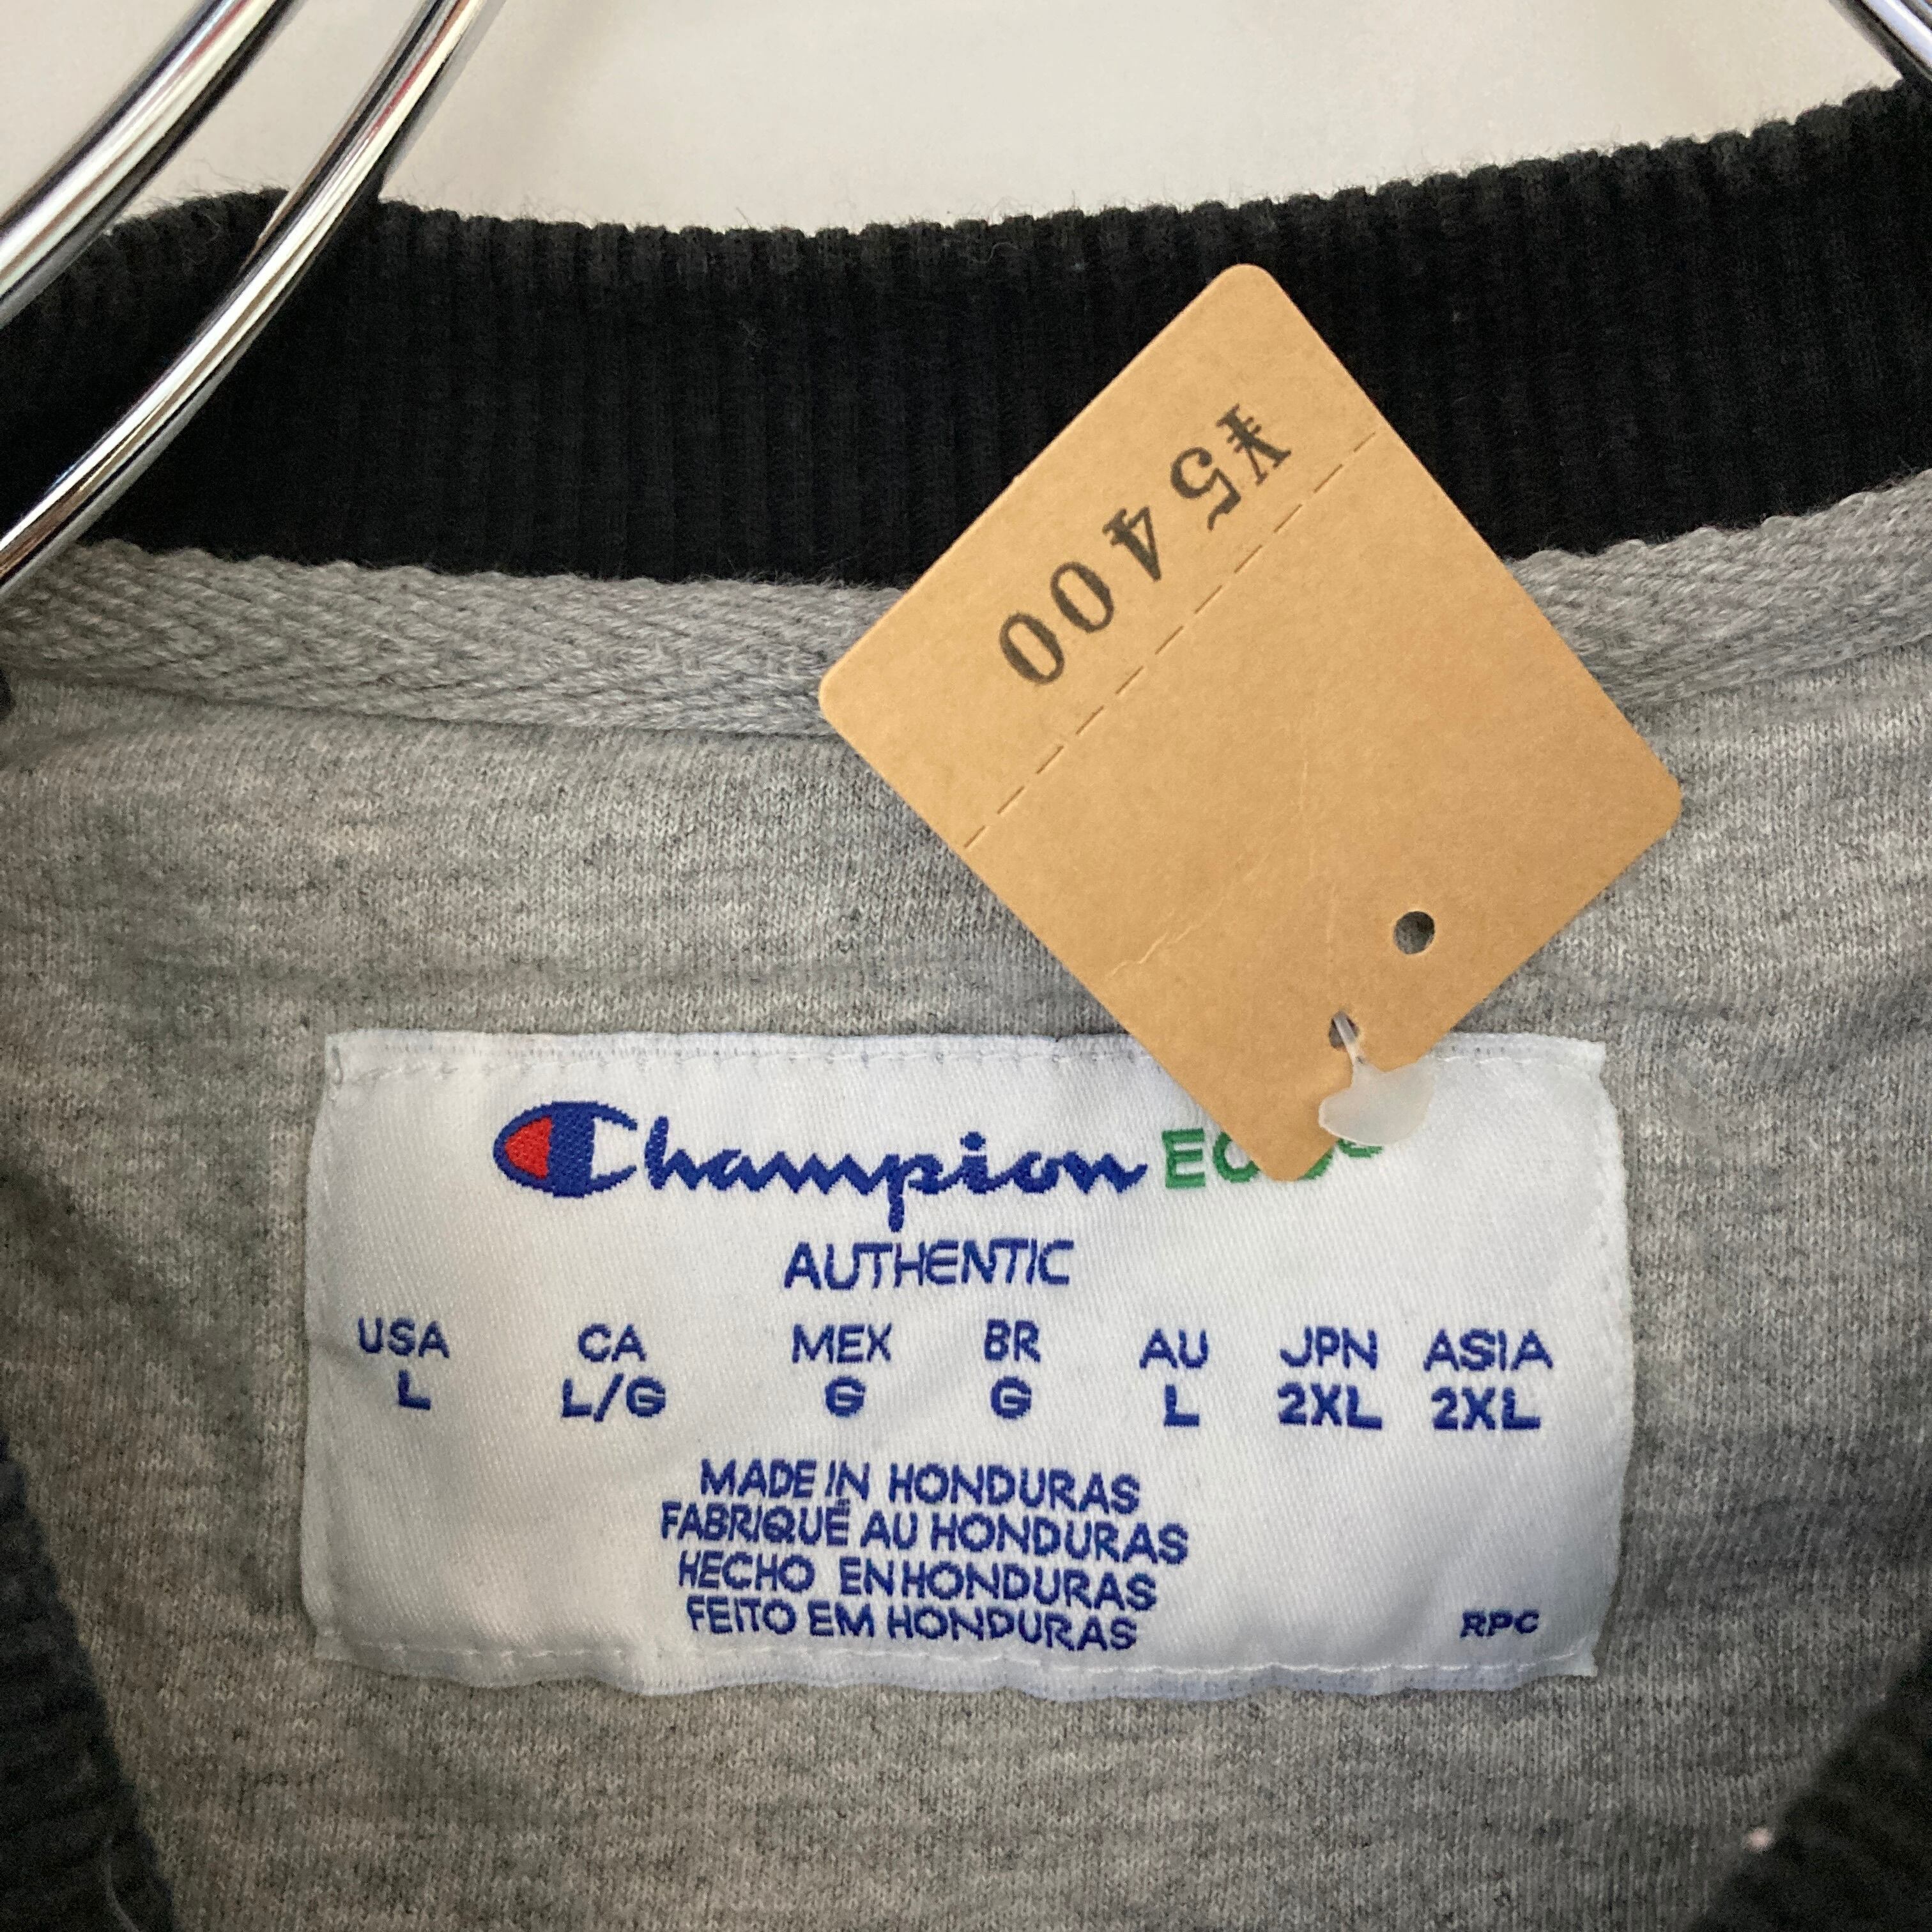 ¥5400
Champion
AUTHENTIC
USA CA MEX BR AU JPN ASIA
L L/G G G L 2XL 2XL
MADE IN HONDURAS
FABRIQUÉ AU HONDURAS
HECHO EN HONDURAS
FEITO EM HONDURAS
RPC